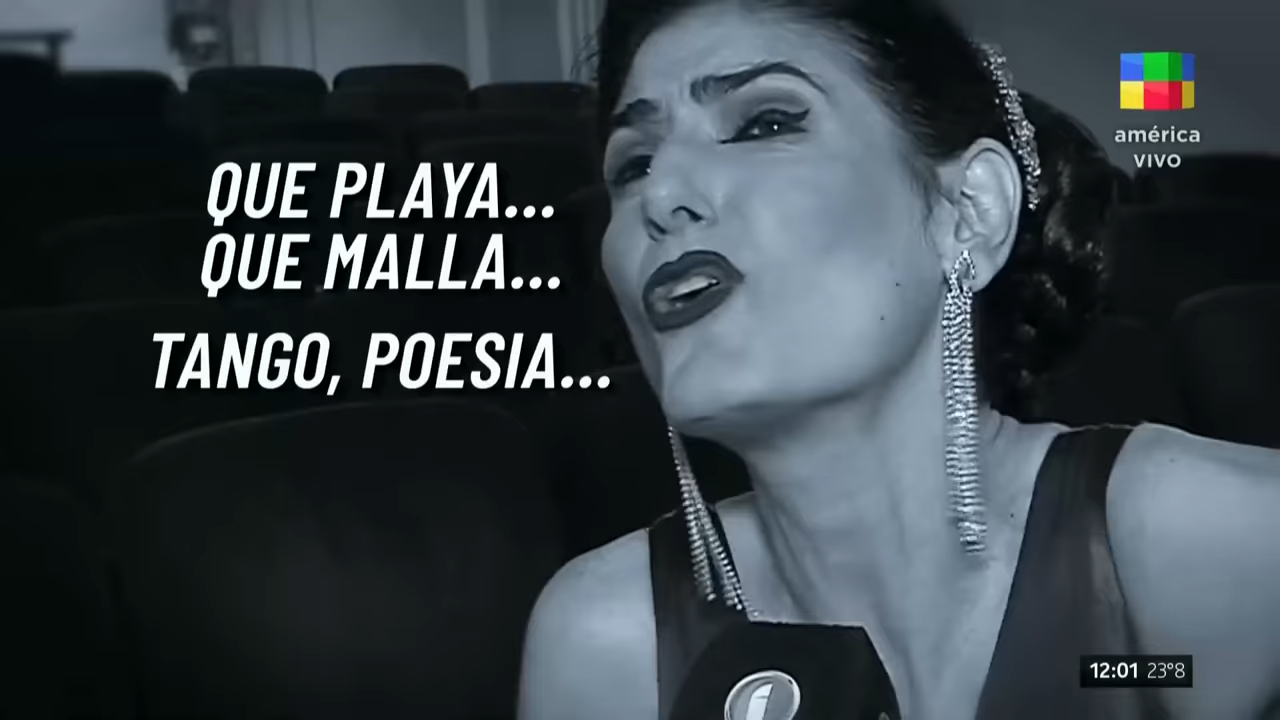 QUE PLAYA...
QUE MALLA...
TANGO, POESIA...
américa
VIVO
12:01 23°8